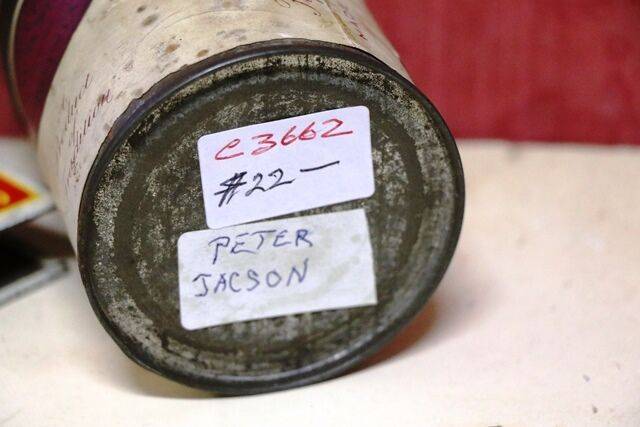 C3662
#22—
PETER
JACSON